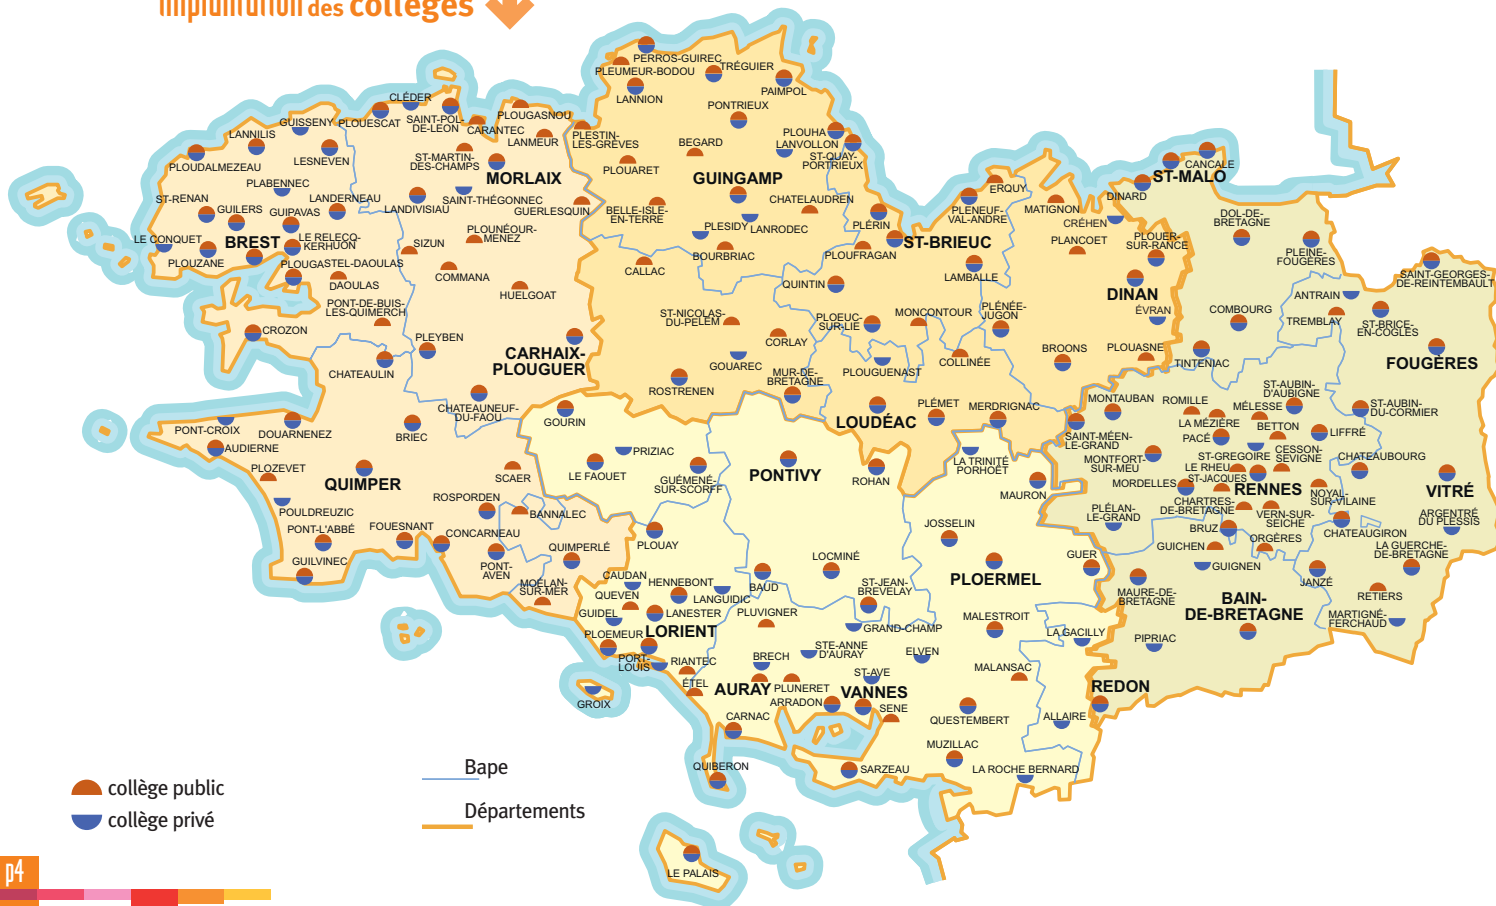 Implantation des collèges
PERROS-GUIREC
PLEUMEUR-BODOU
TRÉGUIER
LANNION
PAIMPOL
PONTRIEUX
CLÉDER
PLOUESCAT
SAINT-POL-
DE-LEON
CARANTEC
PLOUGASNOU
LANMEUR
PLESTIN-
LES-GRÈVES
GUISSENY
LANNILIS
LESNEVEN
PLOUDALMEZEAU
PLABENNEC
ST-MARTIN-
DES-CHAMPS
MORLAIX
PLOUARET
BEGARD
PLOUHA
LANVOLLON
ST-QUAY-
PORTRIEUX
GUINGAMP
ST-RENAN
GUILERS
GUIPAVAS
LANDERNEAU
LANDIVISIAU
SAINT-THÉGONNEC
GUERLESQUIN
BELLE-ISLE-
EN-TERRE
CHATELAUDREN
PLESIDY
LANRODEC
PLÉRIN
LE CONQUET
BREST
LE RELECQ-
KERHUON
PLOUZANE
PLOUGASTEL-DAOULAS
DAOULAS
SIZUN
PLOUNÉOUR-
MENEZ
COMMANA
HUELGOAT
CALLAC
BOURBRIAC
PLOUFRAGAN
ST-BRIEUC
PLENEUF-
VAL-ANDRE
ERQUY
MATIGNON
CRÉHEN
PLANCOET
DINARD
ST-MALO
CANCALE
DOL-DE-
BRETAGNE
PLOUER-
SUR-RANCE
PLEINE-
FOUGÈRES
SAINT-GEORGES-
DE-REINTEMBAULT
LAMBALLE
QUINTIN
DINAN
ÉVRAN
ANTRAIN
TREMBLAY
ST-BRICE-
EN-COGLES
COMBOURG
FOUGÈRES
PONT-DE-BUIS-
LES-QUIMERCH
CROZON
PLEYBEN
CHATEAULIN
CARHAIX-
PLOUGUER
ST-NICOLAS-
DU-PELEM
CORLAY
GOUAREC
ROSTRENEN
MUR-DE-
BRETAGNE
PLOEUC-
SUR-LIE
MONCONTOUR
PLÉNÉE-
JUGON
PLOUGUENAST
COLLINÉE
BROONS
PLOUASNE
TINTENIAC
CHATEAUNEUF-
DU-FAOU
LOUDÉAC
PLÉMET
MERDRIGNAC
MONTAUBAN
ROMILLE
ST-AUBIN-
D'AUBIGNE
ST-AUBIN-
DU-CORMIER
MÉLESSE
LA MÉZIÈRE
BETTON
PACÉ
LIFFRÉ
PONT-CROIX
DOUARNENEZ
AUDIERNE
BRIEC
GOURIN
PLOZEVET
QUIMPER
SCAER
LE FAOUET
PRIZIAC
GUÉMENÉ-
SUR-SCORFF
PONTIVY
ROHAN
LA TRINITÉ
PORHOËT
MAURON
SAINT-MÉEN-
LE-GRAND
MONTFORT-
SUR-MEU
ST-GREGOIRE
CESSON-
SEVIGNE
CHATEAUBOURG
LE RHEU
ST-JACQUES
MORDELLES
RENNES
NOYAL-
SUR-VILAINE
VITRÉ
POULDREUZIC
PONT-L'ABBÉ
ROSPORDEN
BANNALEC
FOUESNANT
CONCARNEAU
QUIMPERLÉ
GUILVINEC
PONT-
AVEN
MOËLAN-
SUR-MER
PLOUAY
JOSSELIN
PLÉLAN-
LE-GRAND
CHARTRES-
DE-BRETAGNE
VERN-SUR-
SEICHE
BRUZ
ORGÈRES
GUICHEN
CHATEAUGIRON
ARGENTRÉ
DU PLESSIS
LA GUERCHE-
DE-BRETAGNE
CAUDAN
QUEVEN
HENNEBONT
LANGUIDIC
BAUD
LOCMINÉ
PLOERMEL
GUER
GUIGNEN
JANZÉ
RETIERS
MAURE-DE-
BRETAGNE
BAIN-
DE-BRETAGNE
MARTIGNÉ-
FERCHAUD
ST-JEAN-
BREVELAY
GUIDEL
LANESTER
PLUVIGNER
MALESTROIT
PLOEMEUR
LORIENT
GRAND-CHAMP
LA GACILLY
PIPRIAC
PORT-
LOUIS
RIANTEC
BRECH
STE-ANNE
D'AURAY
ELVEN
MALANSAC
ÉTEL
AURAY
PLUNERET
ST-AVE
VANNES
REDON
GROIX
CARNAC
ARRADON
SENE
QUESTEMBERT
ALLAIRE
QUIBERON
SARZEAU
MUZILLAC
LA ROCHE BERNARD
LE PALAIS
collège public
collège privé
Bape
Départements
p4